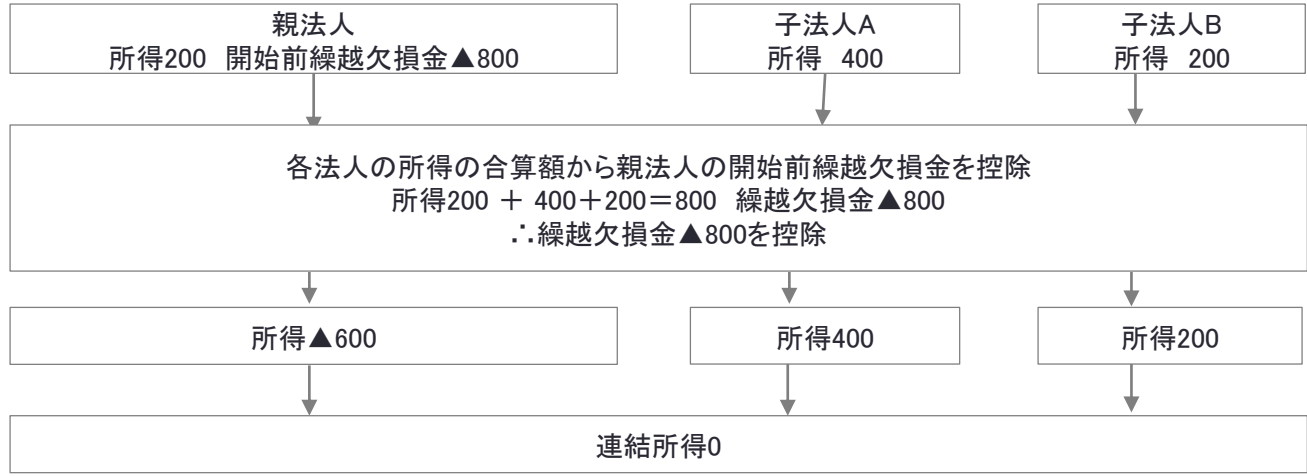 親法人
所得200 開始前繰越欠損金▲800
子法人A
所得 400
子法人B
所得 200
各法人の所得の合算額から親法人の開始前繰越欠損金を控除
所得200 + 400+200=800 繰越欠損金▲800
∴繰越欠損金▲800を控除
所得▲600
所得400
所得200
連結所得0